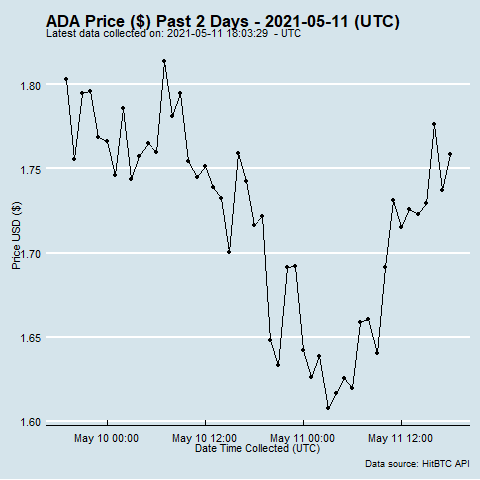 ADA Price ($) Past 2 Days - 2021-05-11 (UTC)
Latest data collected on: 2021-05-11 18:03:29 - UTC
1.80
1.75
1.70
1.65
1.60
Price USD ($)
May 10 00:00 May 10 12:00 May 11 00:00 May 11 12:00
Date Time Collected (UTC)
Data source: HitBTC API